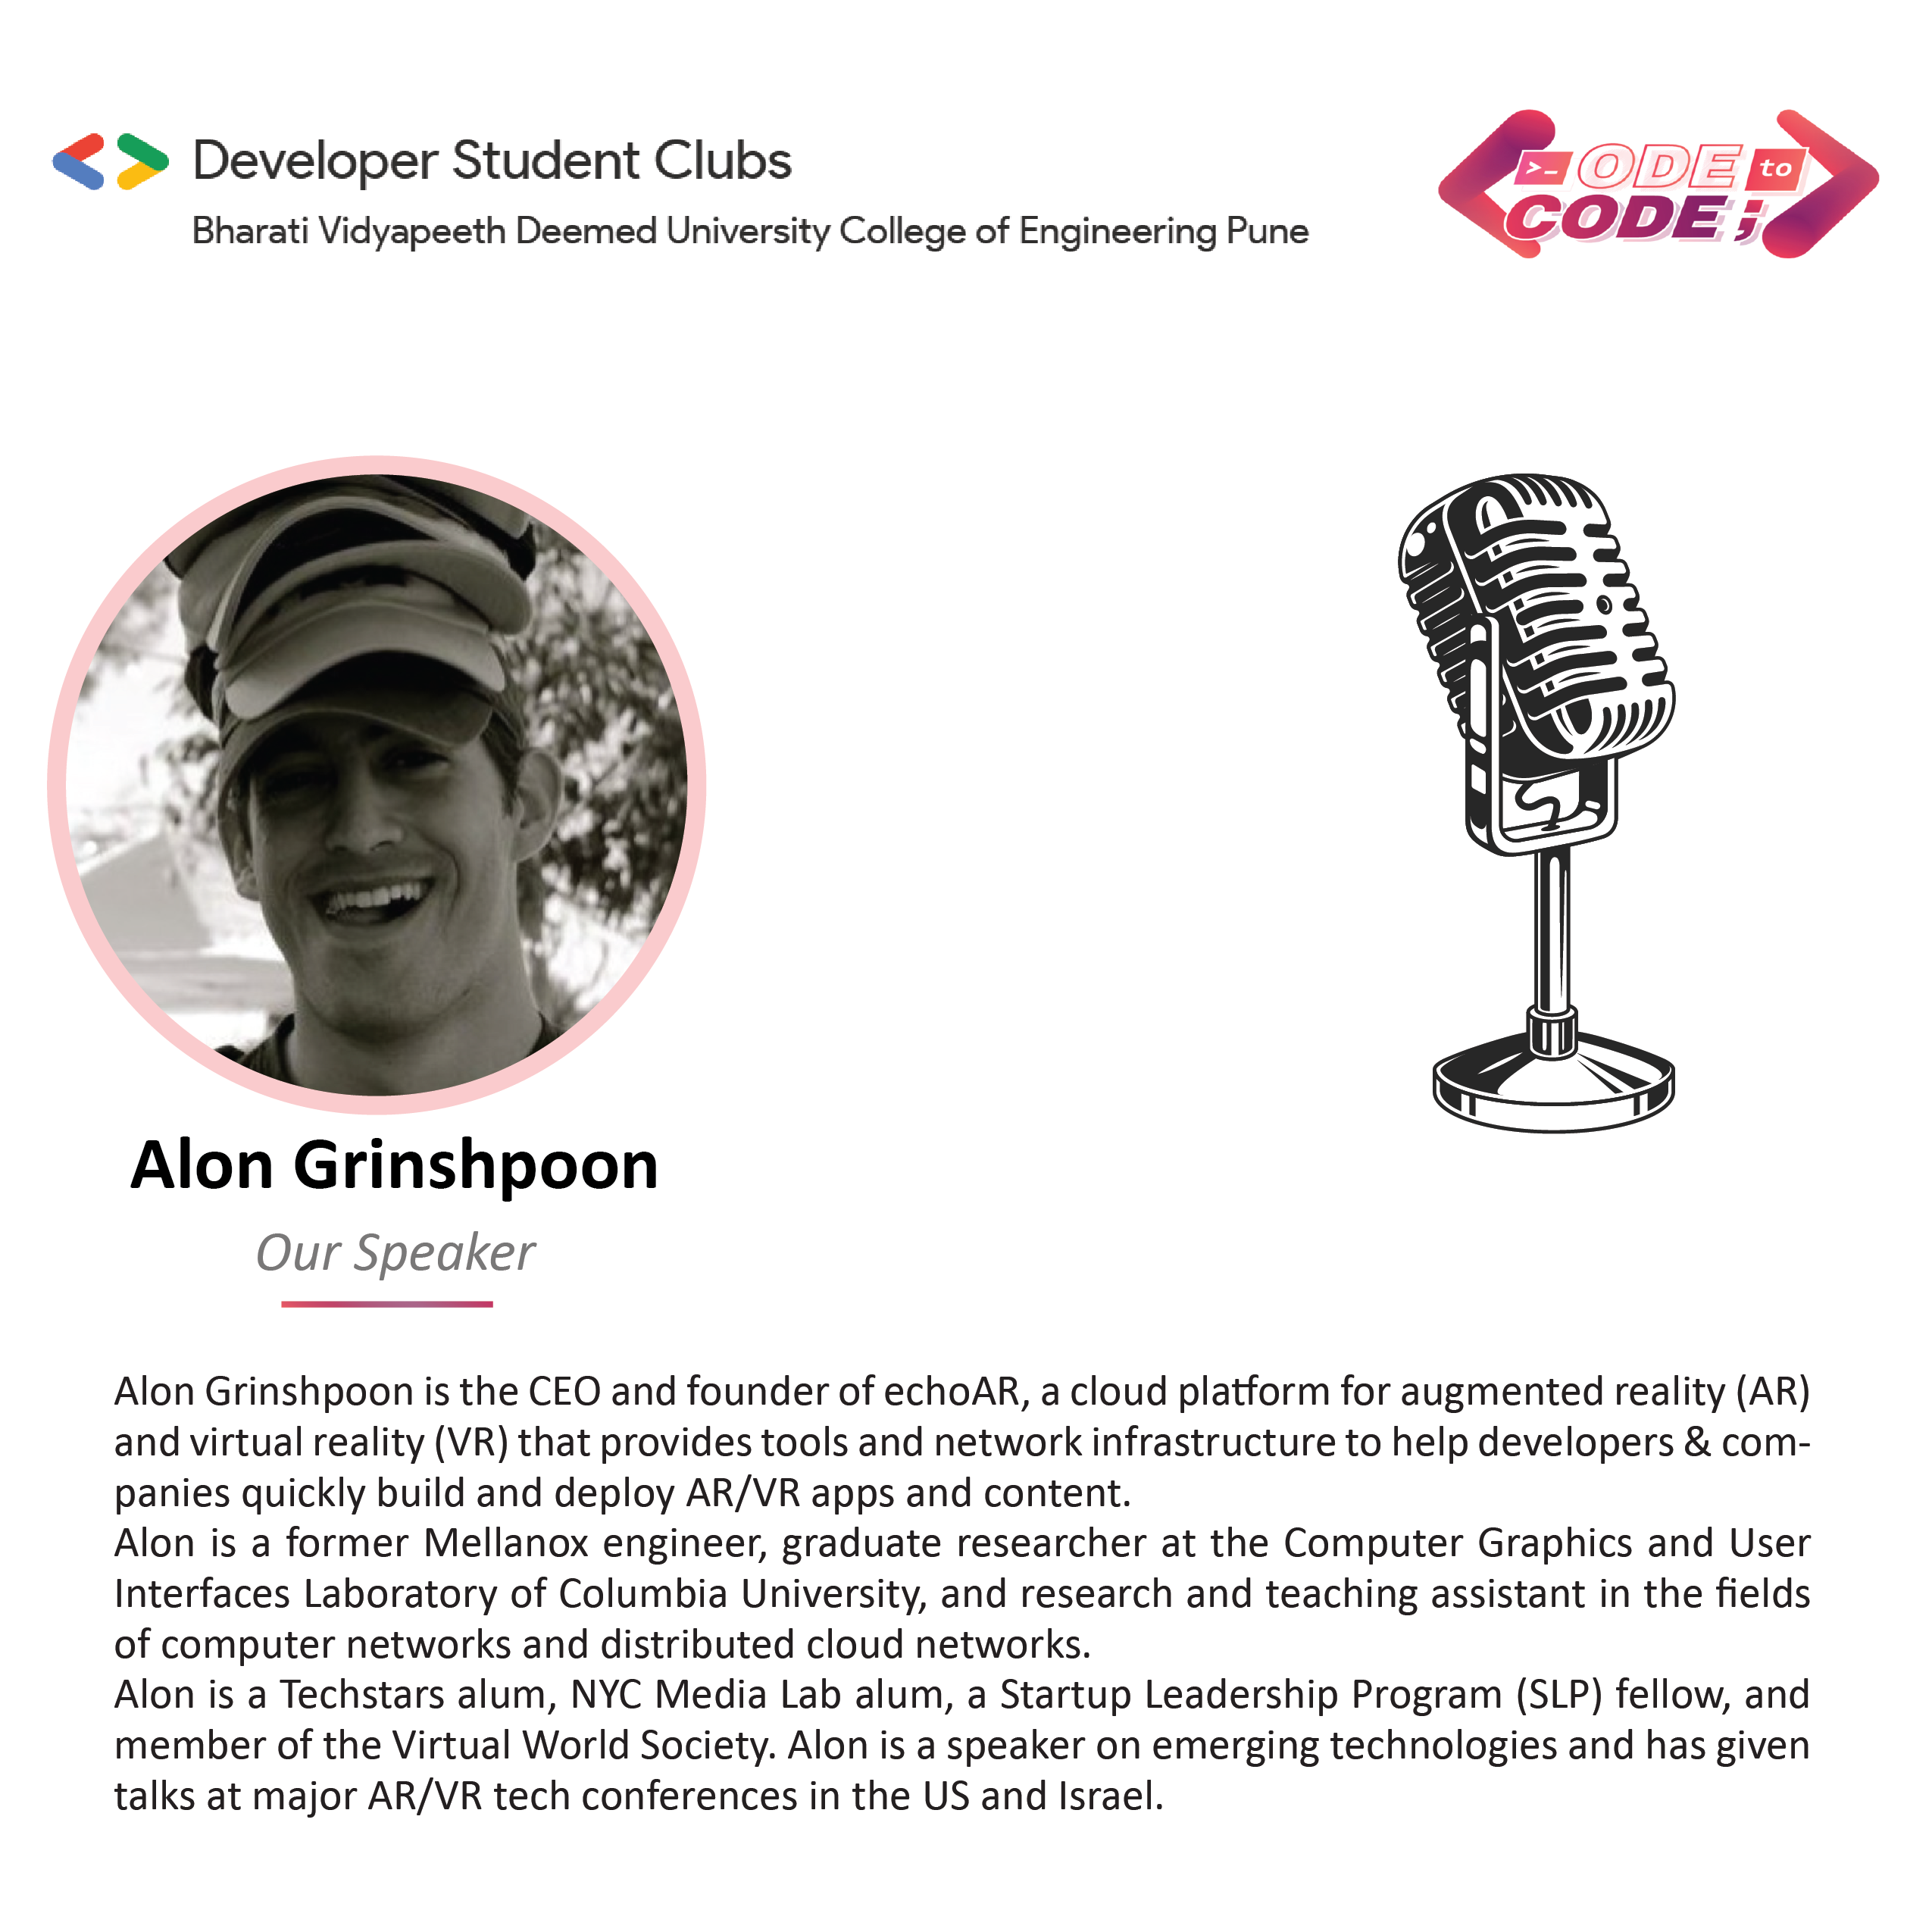 Developer Student Clubs
Bharati Vidyapeeth Deemed University College of Engineering Pune
>_ ODE to
CODE;
Alon Grinshpoon
Our Speaker
Alon Grinshpoon is the CEO and founder of echoAR, a cloud platform for augmented reality (AR)
and virtual reality (VR) that provides tools and network infrastructure to help developers & com-
panies quickly build and deploy AR/VR apps and content.
Alon is a former Mellanox engineer, graduate researcher at the Computer Graphics and User
Interfaces Laboratory of Columbia University, and research and teaching assistant in the fields
of computer networks and distributed cloud networks.
Alon is a Techstars alum, NYC Media Lab alum, a Startup Leadership Program (SLP) fellow, and
member of the Virtual World Society. Alon is a speaker on emerging technologies and has given
talks at major AR/VR tech conferences in the US and Israel.